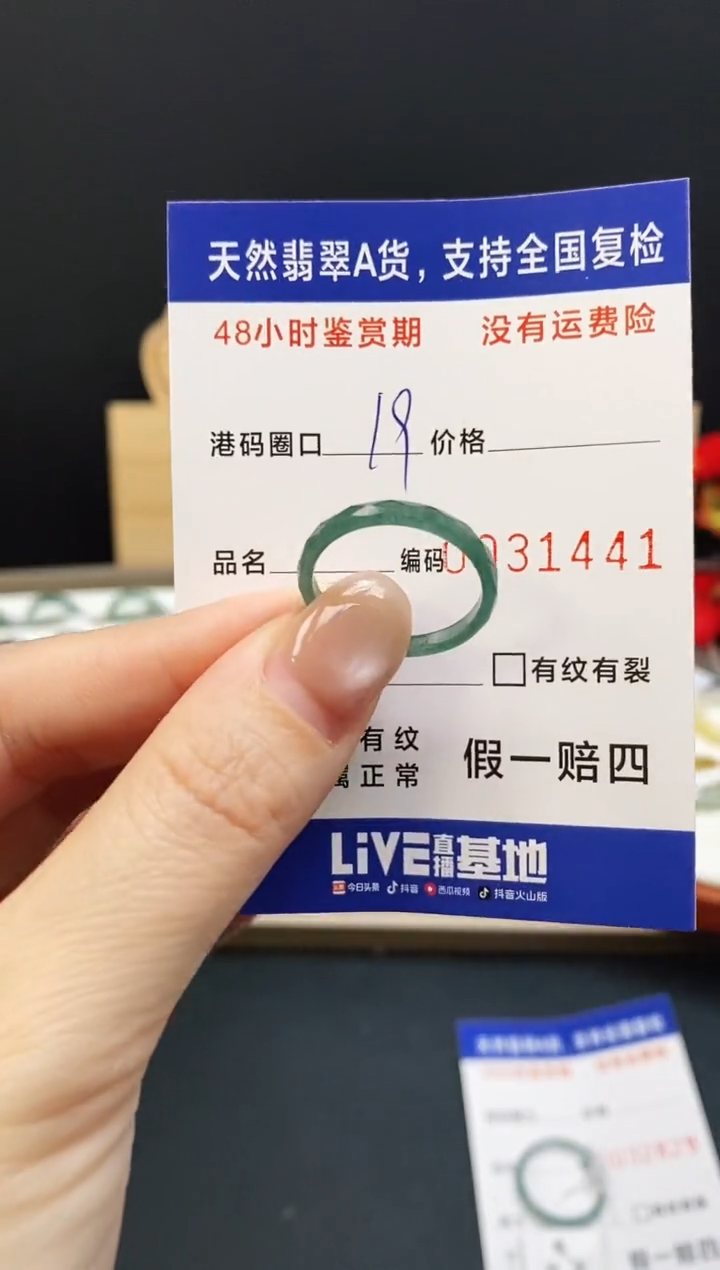 天然翡翠A货，支持全国复检
48小时鉴赏期 没有运费险
港码圈口 19 价格
品名 编码 0031441
有纹有裂
有纹
属正常 假一赔四
LiVE直播基地
今日头条 抖音 西瓜视频 抖音火山版